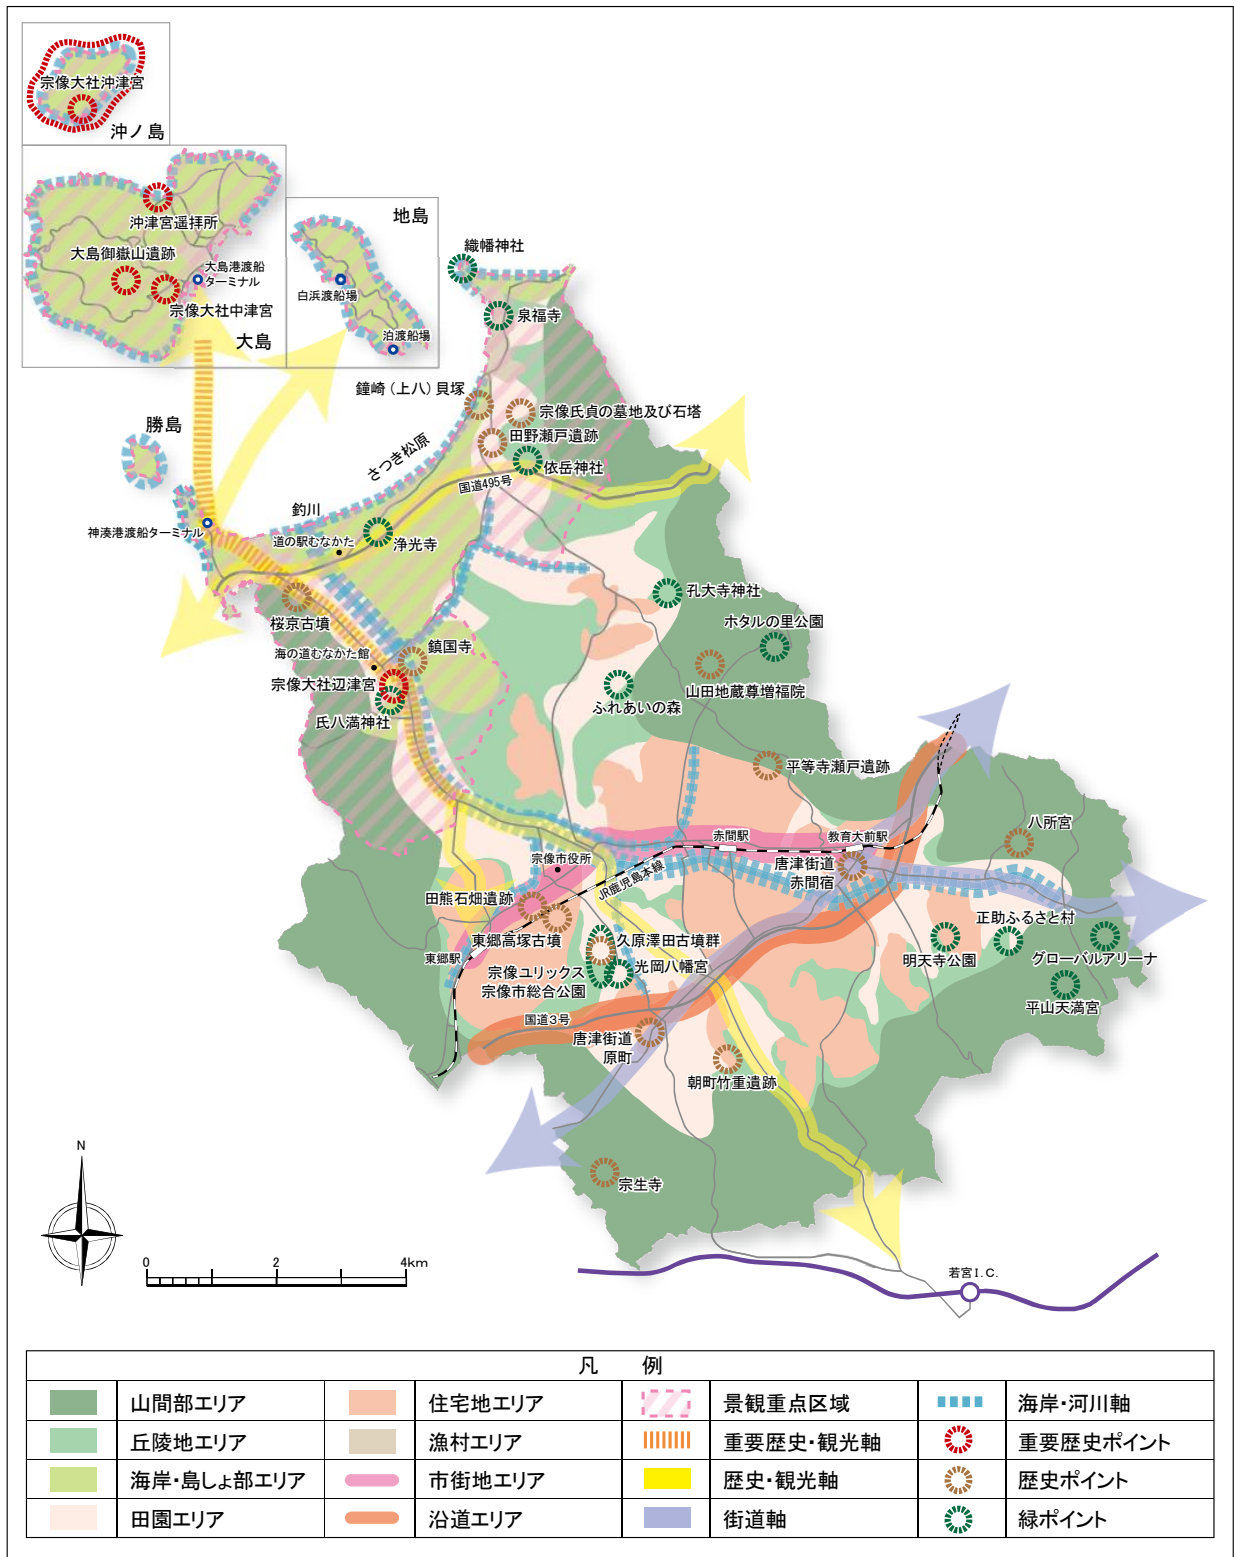 宗像大社沖津宮
沖ノ島
沖津宮遥拝所
大島御嶽山遺跡
大島港渡船
ターミナル
宗像大社中津宮
大島
地島
白浜渡船場
泊渡船場
織幡神社
泉福寺
鐘崎（上八）貝塚
宗像氏貞の墓地及び石塔
田野瀬戸遺跡
依岳神社
勝島
さつき松原
国道495号
釣川
神湊港渡船ターミナル
道の駅むなかた
浄光寺
孔大寺神社
桜京古墳
ホタルの里公園
鎮国寺
海の道むなかた館
宗像大社辺津宮
山田地蔵尊増福院
ふれあいの森
氏八満神社
平等寺瀬戸遺跡
八所宮
赤間駅
教育大前駅
宗像市役所
唐津街道
赤間宿
JR鹿児島本線
田熊石畑遺跡
正助ふるさと村
東郷高塚古墳
久原澤田古墳群
東郷駅
明天寺公園
グローバルアリーナ
宗像ユリックス
宗像市総合公園
光岡八幡宮
平山天満宮
国道3号
唐津街道
原町
朝町竹重遺跡
宗生寺
N
0 2 4km
若宮I.C.
凡 例
山間部エリア 住宅地エリア 景観重点区域 海岸・河川軸
丘陵地エリア 漁村エリア 重要歴史・観光軸 重要歴史ポイント
海岸・島しょ部エリア 市街地エリア 歴史・観光軸 歴史ポイント
田園エリア 沿道エリア 街道軸 緑ポイント